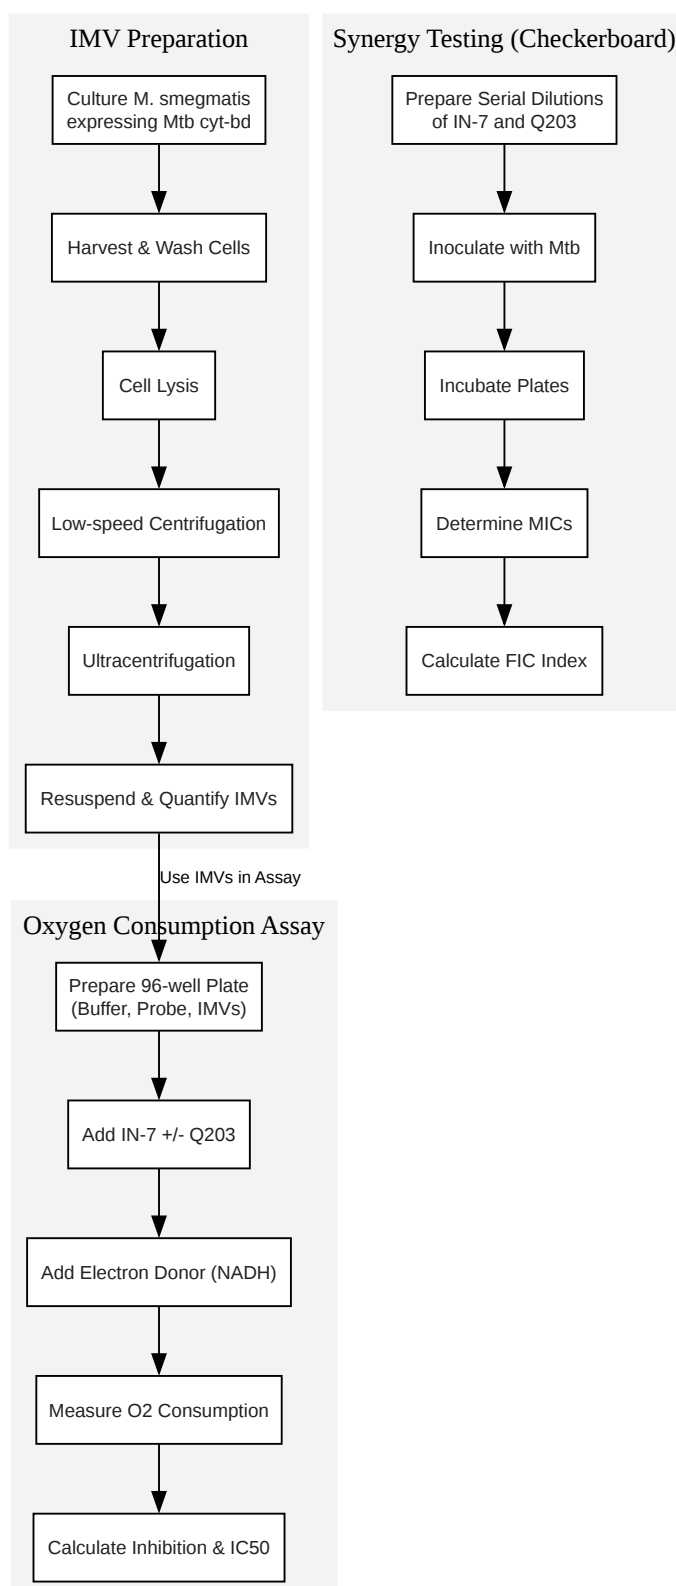 IMV Preparation
Culture M. smegmatis
expressing Mtb cyt-bd
Harvest & Wash Cells
Cell Lysis
Low-speed Centrifugation
Ultracentrifugation
Resuspend & Quantify IMVs
Use IMVs in Assay
Oxygen Consumption Assay
Prepare 96-well Plate
(Buffer, Probe, IMVs)
Add IN-7 +/- Q203
Add Electron Donor (NADH)
Measure O2 Consumption
Calculate Inhibition & IC50
Synergy Testing (Checkerboard)
Prepare Serial Dilutions
of IN-7 and Q203
Inoculate with Mtb
Incubate Plates
Determine MICs
Calculate FIC Index